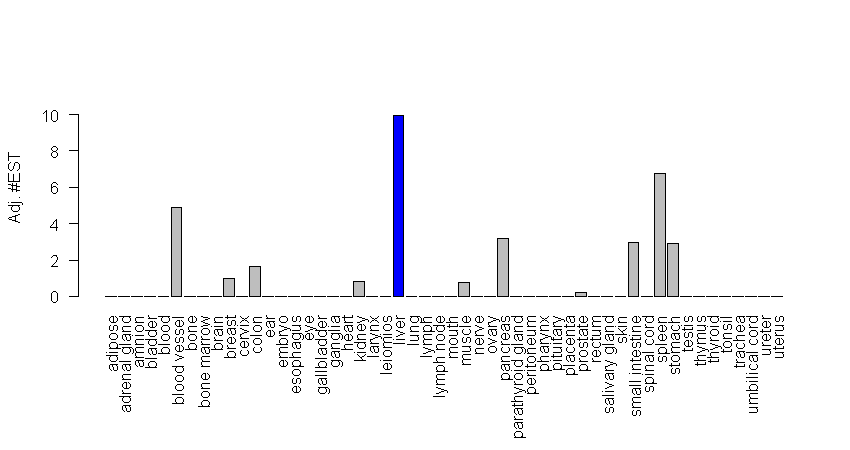 Adj. #EST
10
8
6
4
2
0
adipose
adrenal gland
amnion
bladder
blood
blood vessel
bone
bone marrow
brain
breast
cervix
colon
ear
embryo
esophagus
eye
gallbladder
ganglia
heart
kidney
larynx
leiomios
liver
lung
lymph
lymph node
mouth
muscle
nerve
ovary
pancreas
parathyroid gland
peritoneum
pharynx
pituitary
placenta
prostate
rectum
salivary gland
skin
small intestine
spinal cord
spleen
stomach
testis
thymus
thyroid
tonsil
trachea
umbilical cord
ureter
uterus